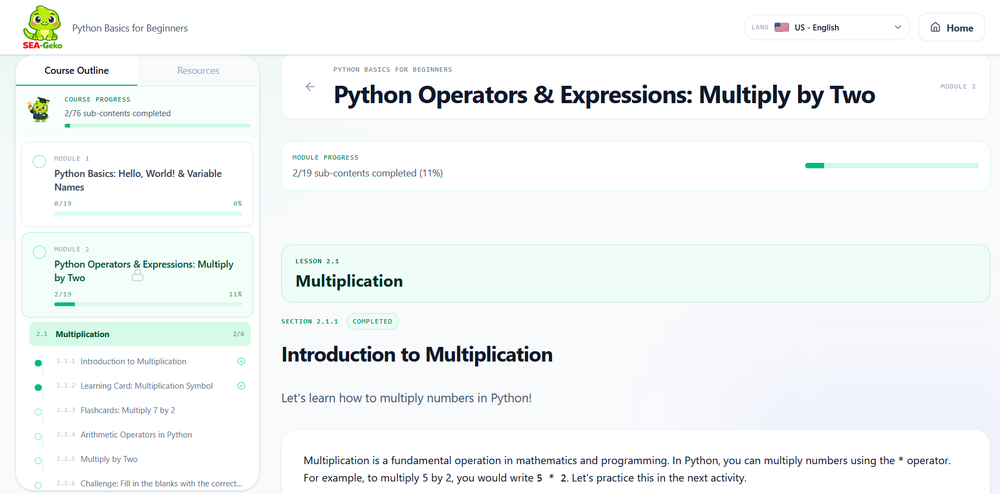 SEA-Geko
Python Basics for Beginners
LANG US - English
Home
Course Outline
Resources
COURSE PROGRESS
2/76 sub-contents completed
MODULE 1
Python Basics: Hello, World! & Variable
Names
0/19 0%
MODULE 2
Python Operators & Expressions: Multiply
by Two
2/19 11%
2.1 Multiplication 2/6
2.1.1 Introduction to Multiplication
2.1.2 Learning Card: Multiplication Symbol
2.1.3 Flashcards: Multiply 7 by 2
2.1.4 Arithmetic Operators in Python
2.1.5 Multiply by Two
2.1.6 Challenge: Fill in the blanks with the correct...
PYTHON BASICS FOR BEGINNERS
Python Operators & Expressions: Multiply by Two
MODULE 2
MODULE PROGRESS
2/19 sub-contents completed (11%)
LESSON 2.1
Multiplication
SECTION 2.1.1 COMPLETED
Introduction to Multiplication
Let's learn how to multiply numbers in Python!
Multiplication is a fundamental operation in mathematics and programming. In Python, you can multiply numbers using the * operator.
For example, to multiply 5 by 2, you would write 5 * 2. Let's practice this in the next activity.